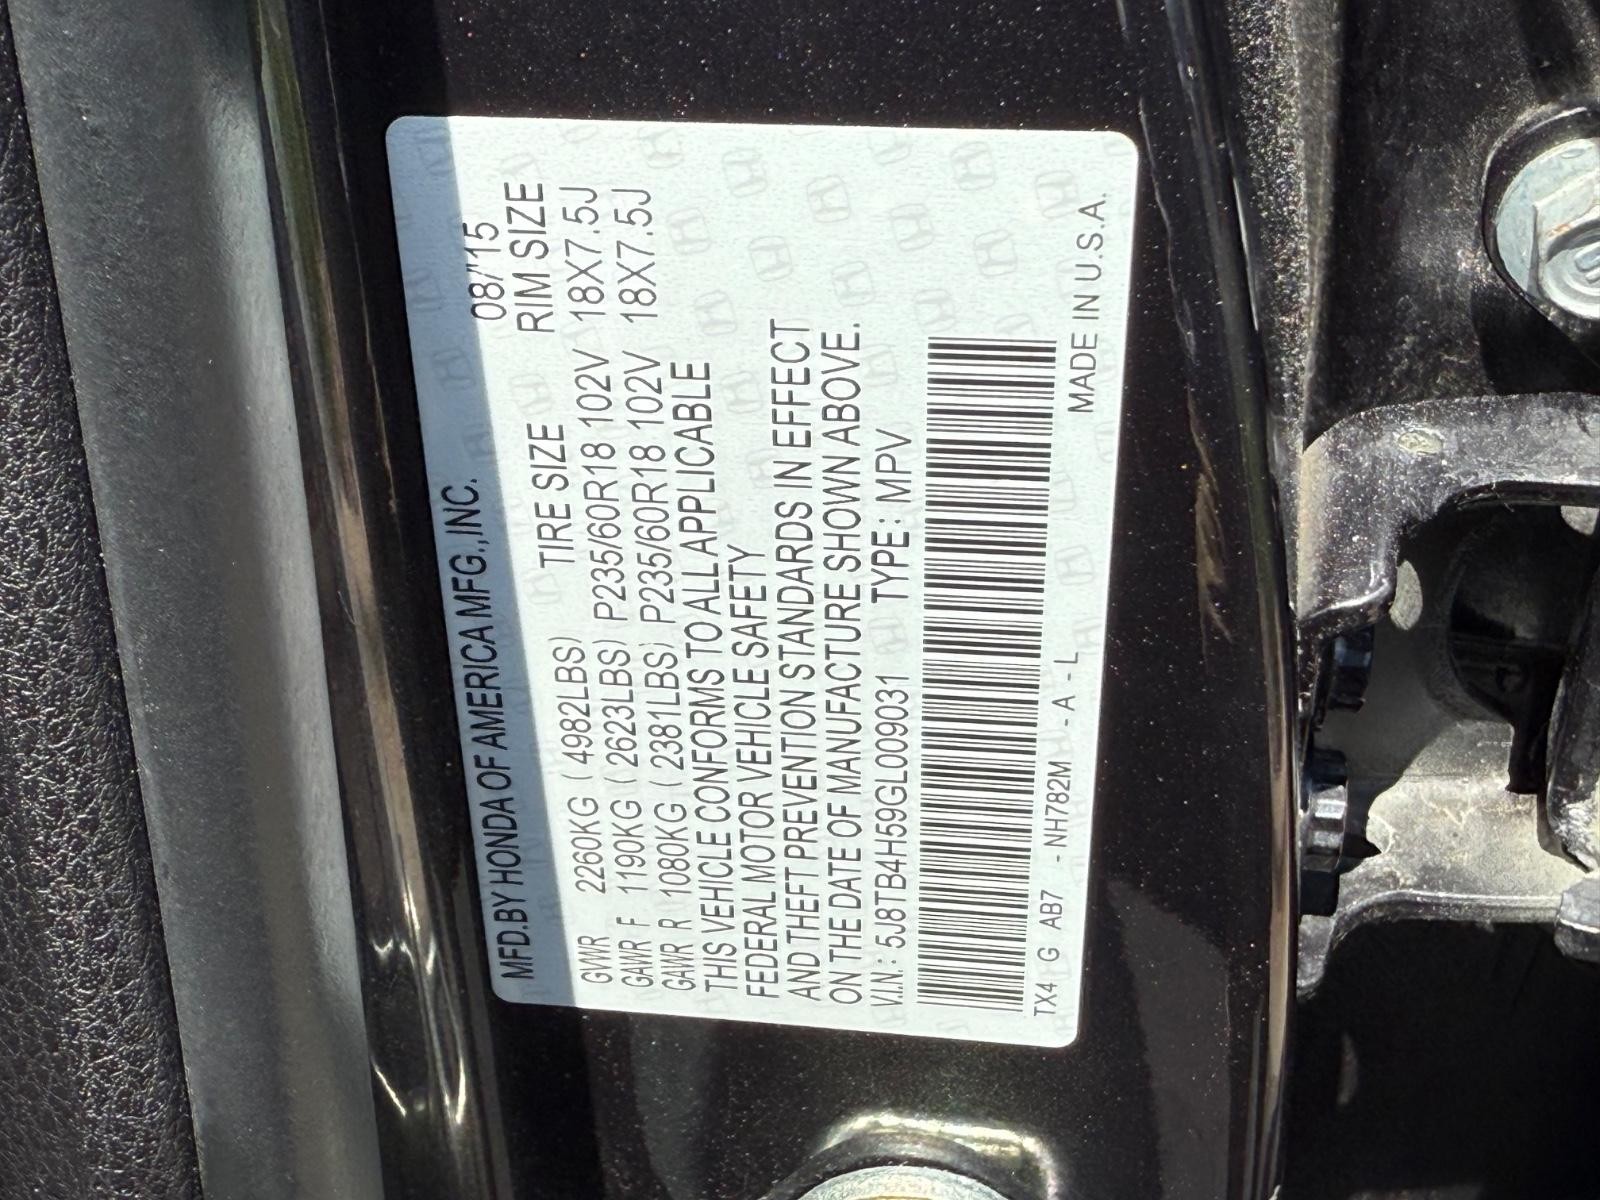 MFD.BY HONDA OF AMERICA MFG.,INC. 08/'15
TIRE SIZE RIM SIZE
GVWR 2260KG ( 4982LBS)
GAWR F 1190KG ( 2623LBS) P235/60R18 102V 18X7.5J
GAWR R 1080KG ( 2381LBS) P235/60R18 102V 18X7.5J
THIS VEHICLE CONFORMS TO ALL APPLICABLE
FEDERAL MOTOR VEHICLE SAFETY
AND THEFT PREVENTION STANDARDS IN EFFECT
ON THE DATE OF MANUFACTURE SHOWN ABOVE.
V.I.N.: 5J8TB4H59GL009031 TYPE: MPV
TX4 G AB7 - NH782M - A - L
MADE IN U.S.A.